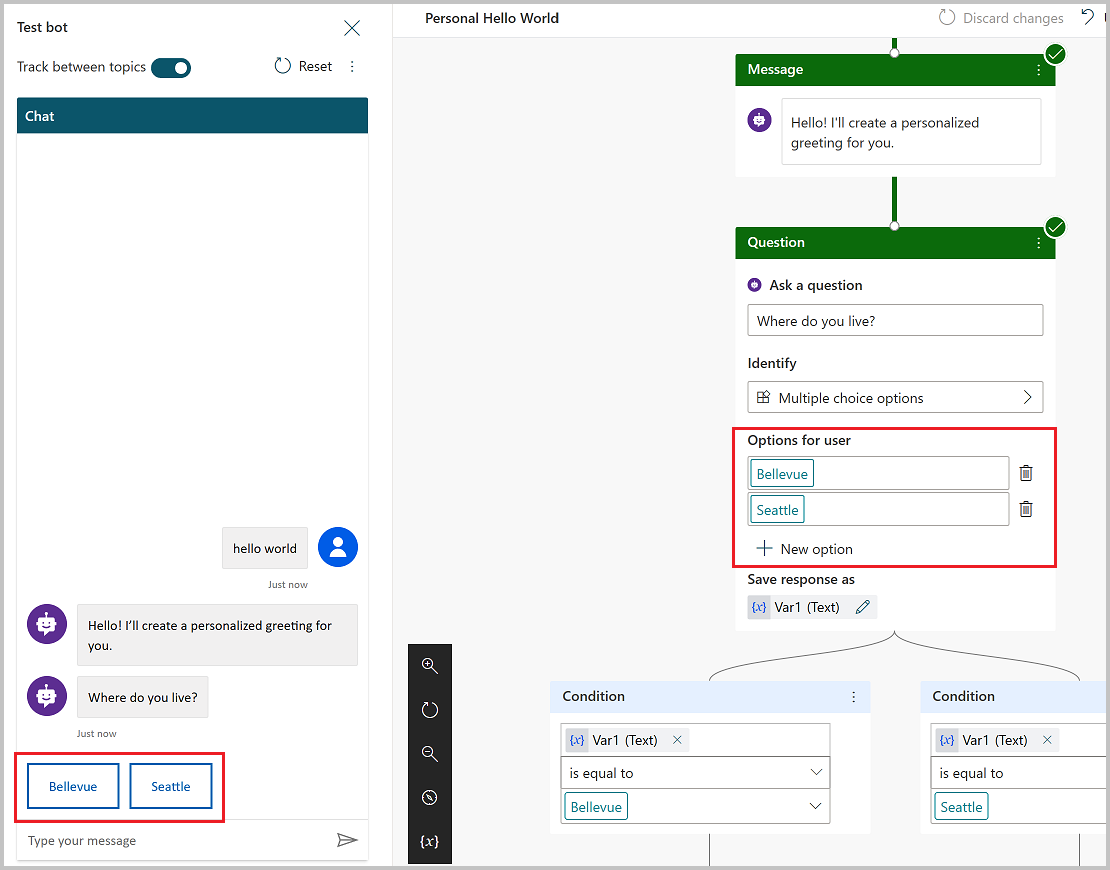 Test bot
Track between topics
Reset
Chat
hello world
Just now
Hello! I'll create a personalized greeting for
you.
Where do you live?
Just now
Bellevue
Seattle
Type your message
Personal Hello World
Discard changes
Message
Hello! I'll create a personalized
greeting for you.
Question
Ask a question
Where do you live?
Identify
Multiple choice options
Options for user
Bellevue
Seattle
New option
Save response as
{x} Var1 (Text)
{x}
Condition
{x} Var1 (Text)
is equal to
Bellevue
Condition
{x} Var1 (Text)
is equal to
Seattle